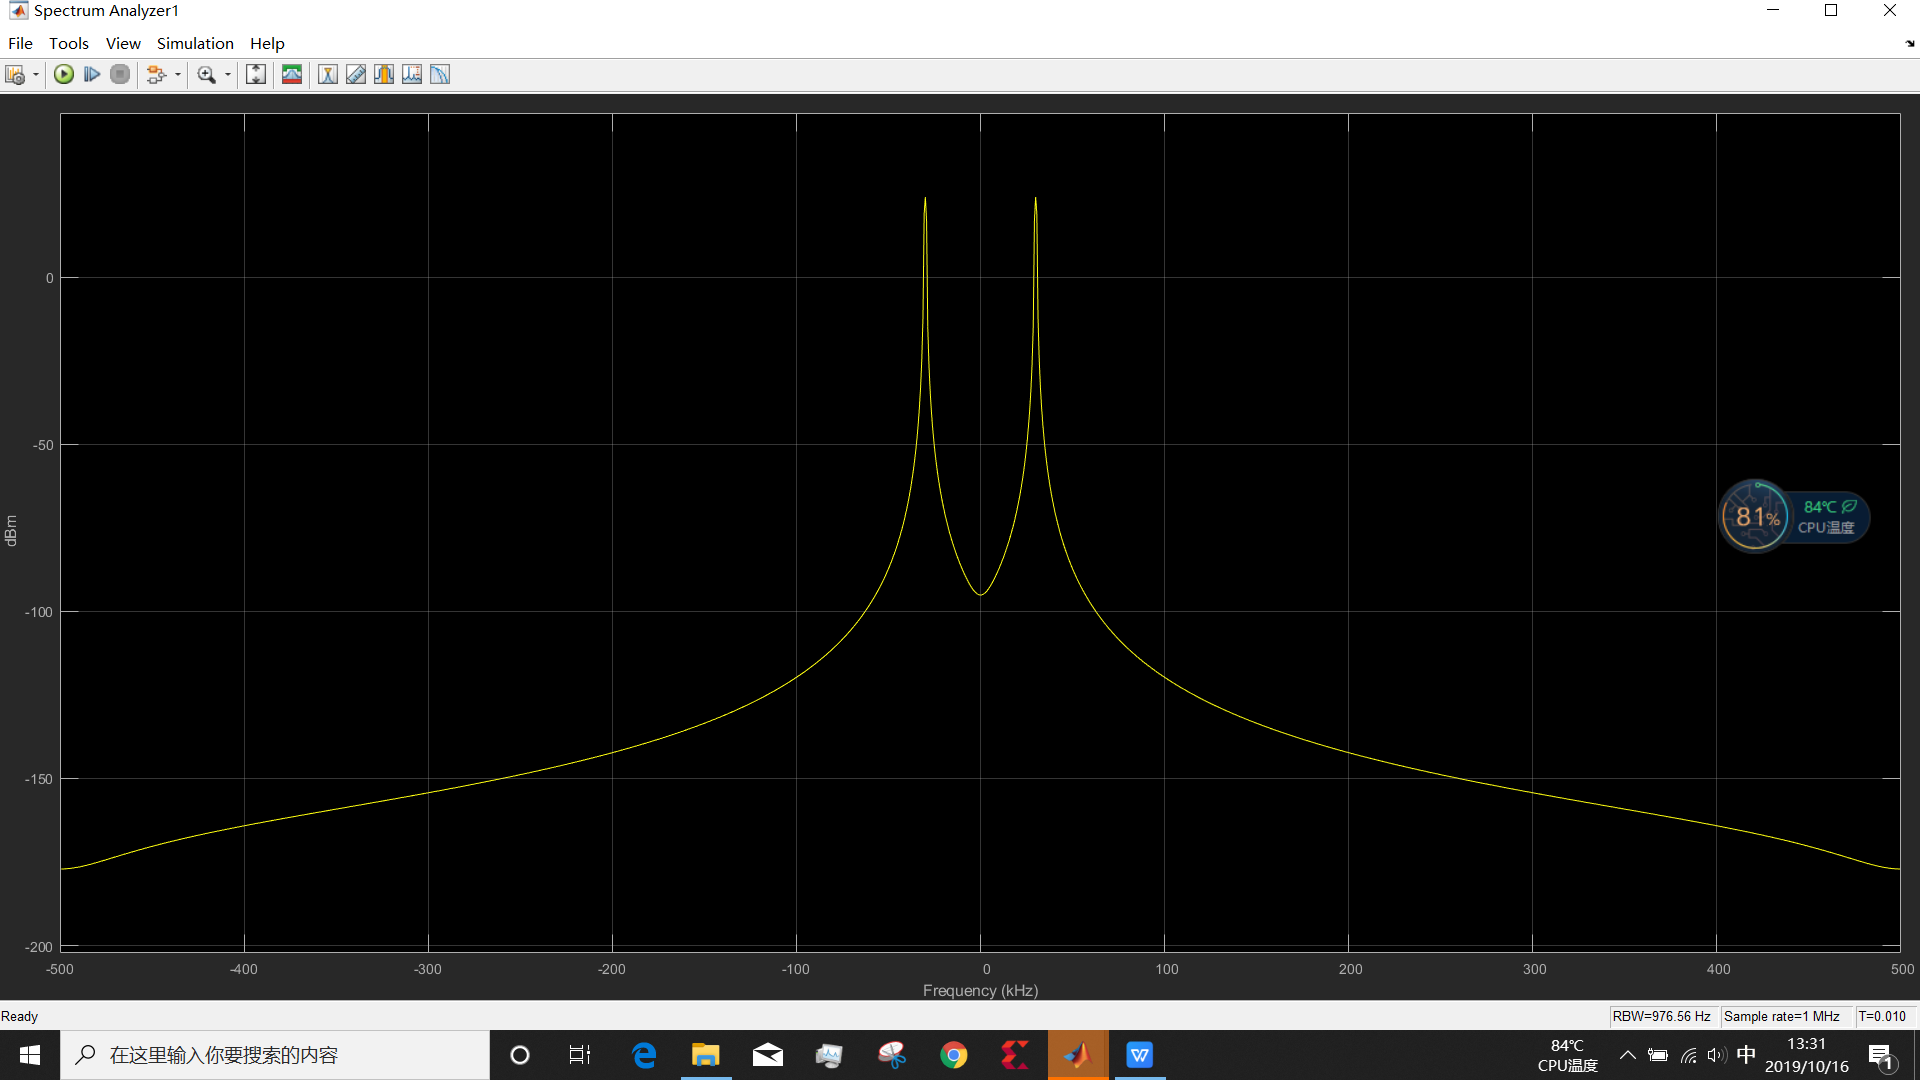 Spectrum Analyzer1
File Tools View Simulation Help
0
-50
-100
-150
-200
dBm
-500 -400 -300 -200 -100 0 100 200 300 400 500
Frequency (kHz)
81% 84℃
CPU温度
Ready RBW=976.56 Hz Sample rate=1 MHz T=0.010
在这里输入你要搜索的内容
84℃
CPU温度
中
13:31
2019/10/16
1